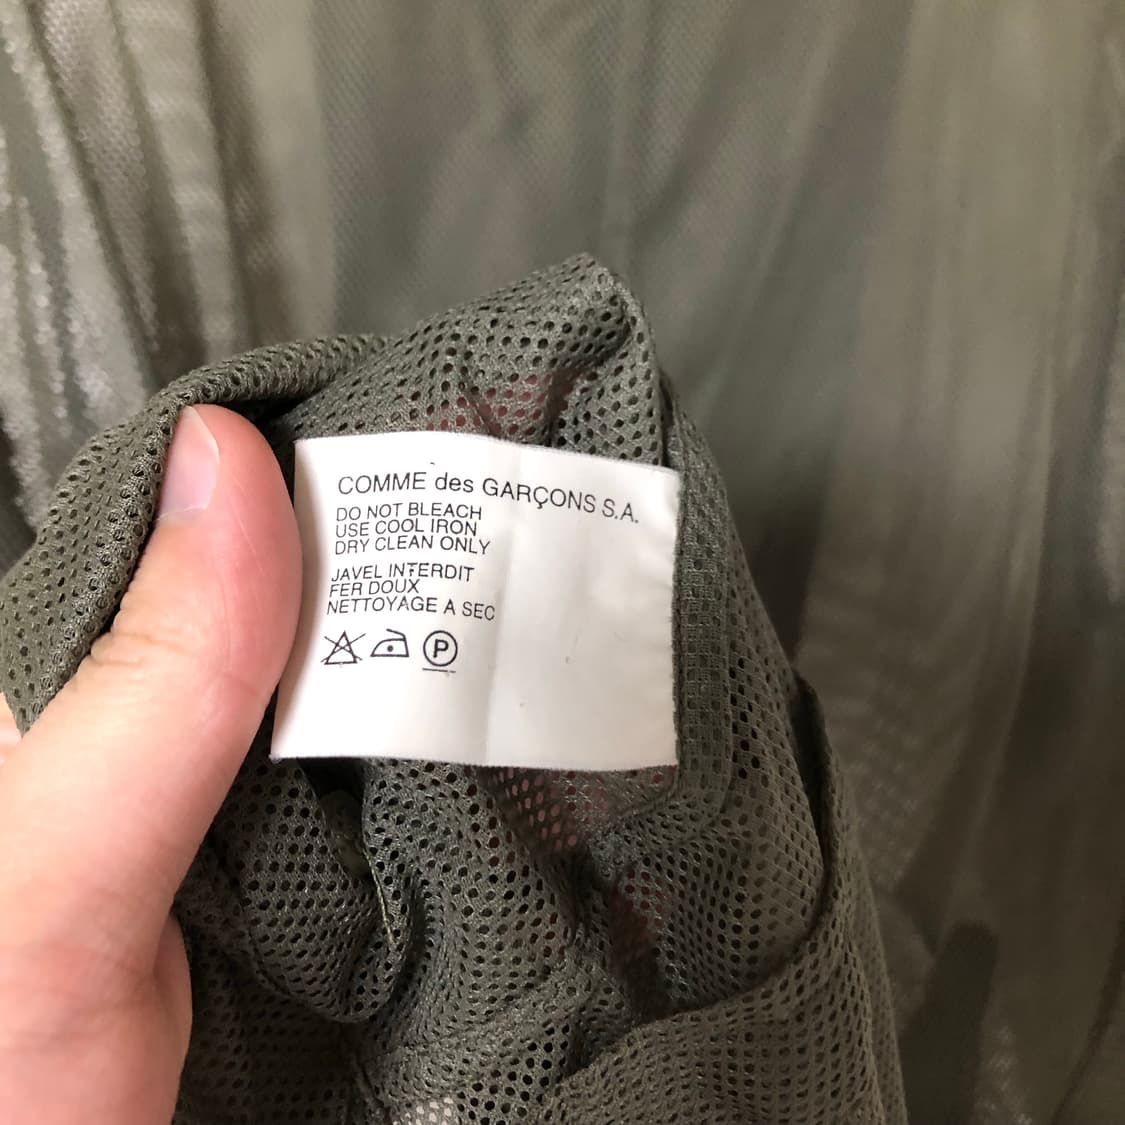 COMME des GARÇONS S.A.
DO NOT BLEACH
USE COOL IRON
DRY CLEAN ONLY
JAVEL INTERDIT
FER DOUX
NETTOYAGE A SEC
P